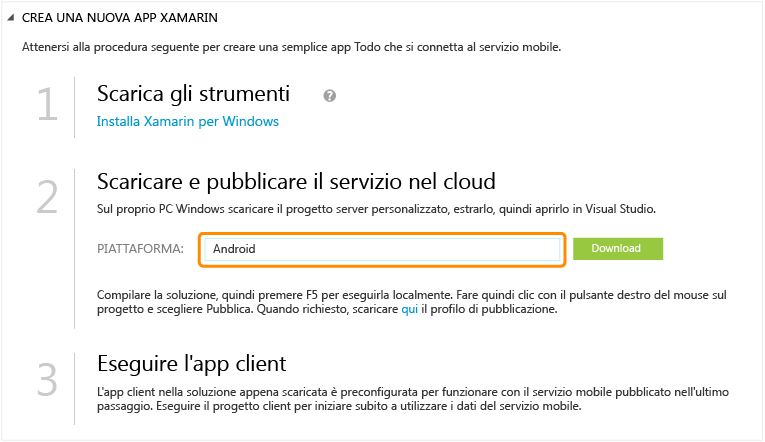 CREA UNA NUOVA APP XAMARIN
Attenersi alla procedura seguente per creare una semplice app Todo che si connetta al servizio mobile.
1
Scarica gli strumenti ?
Installa Xamarin per Windows
2
Scaricare e pubblicare il servizio nel cloud
Sul proprio PC Windows scaricare il progetto server personalizzato, estrarlo, quindi aprirlo in Visual Studio.
PIATTAFORMA: Android Download
Compilare la soluzione, quindi premere F5 per eseguirla localmente. Fare quindi clic con il pulsante destro del mouse sul
progetto e scegliere Pubblica. Quando richiesto, scaricare qui il profilo di pubblicazione.
3
Eseguire l'app client
L'app client nella soluzione appena scaricata è preconfigurata per funzionare con il servizio mobile pubblicato nell'ultimo
passaggio. Eseguire il progetto client per iniziare subito a utilizzare i dati del servizio mobile.